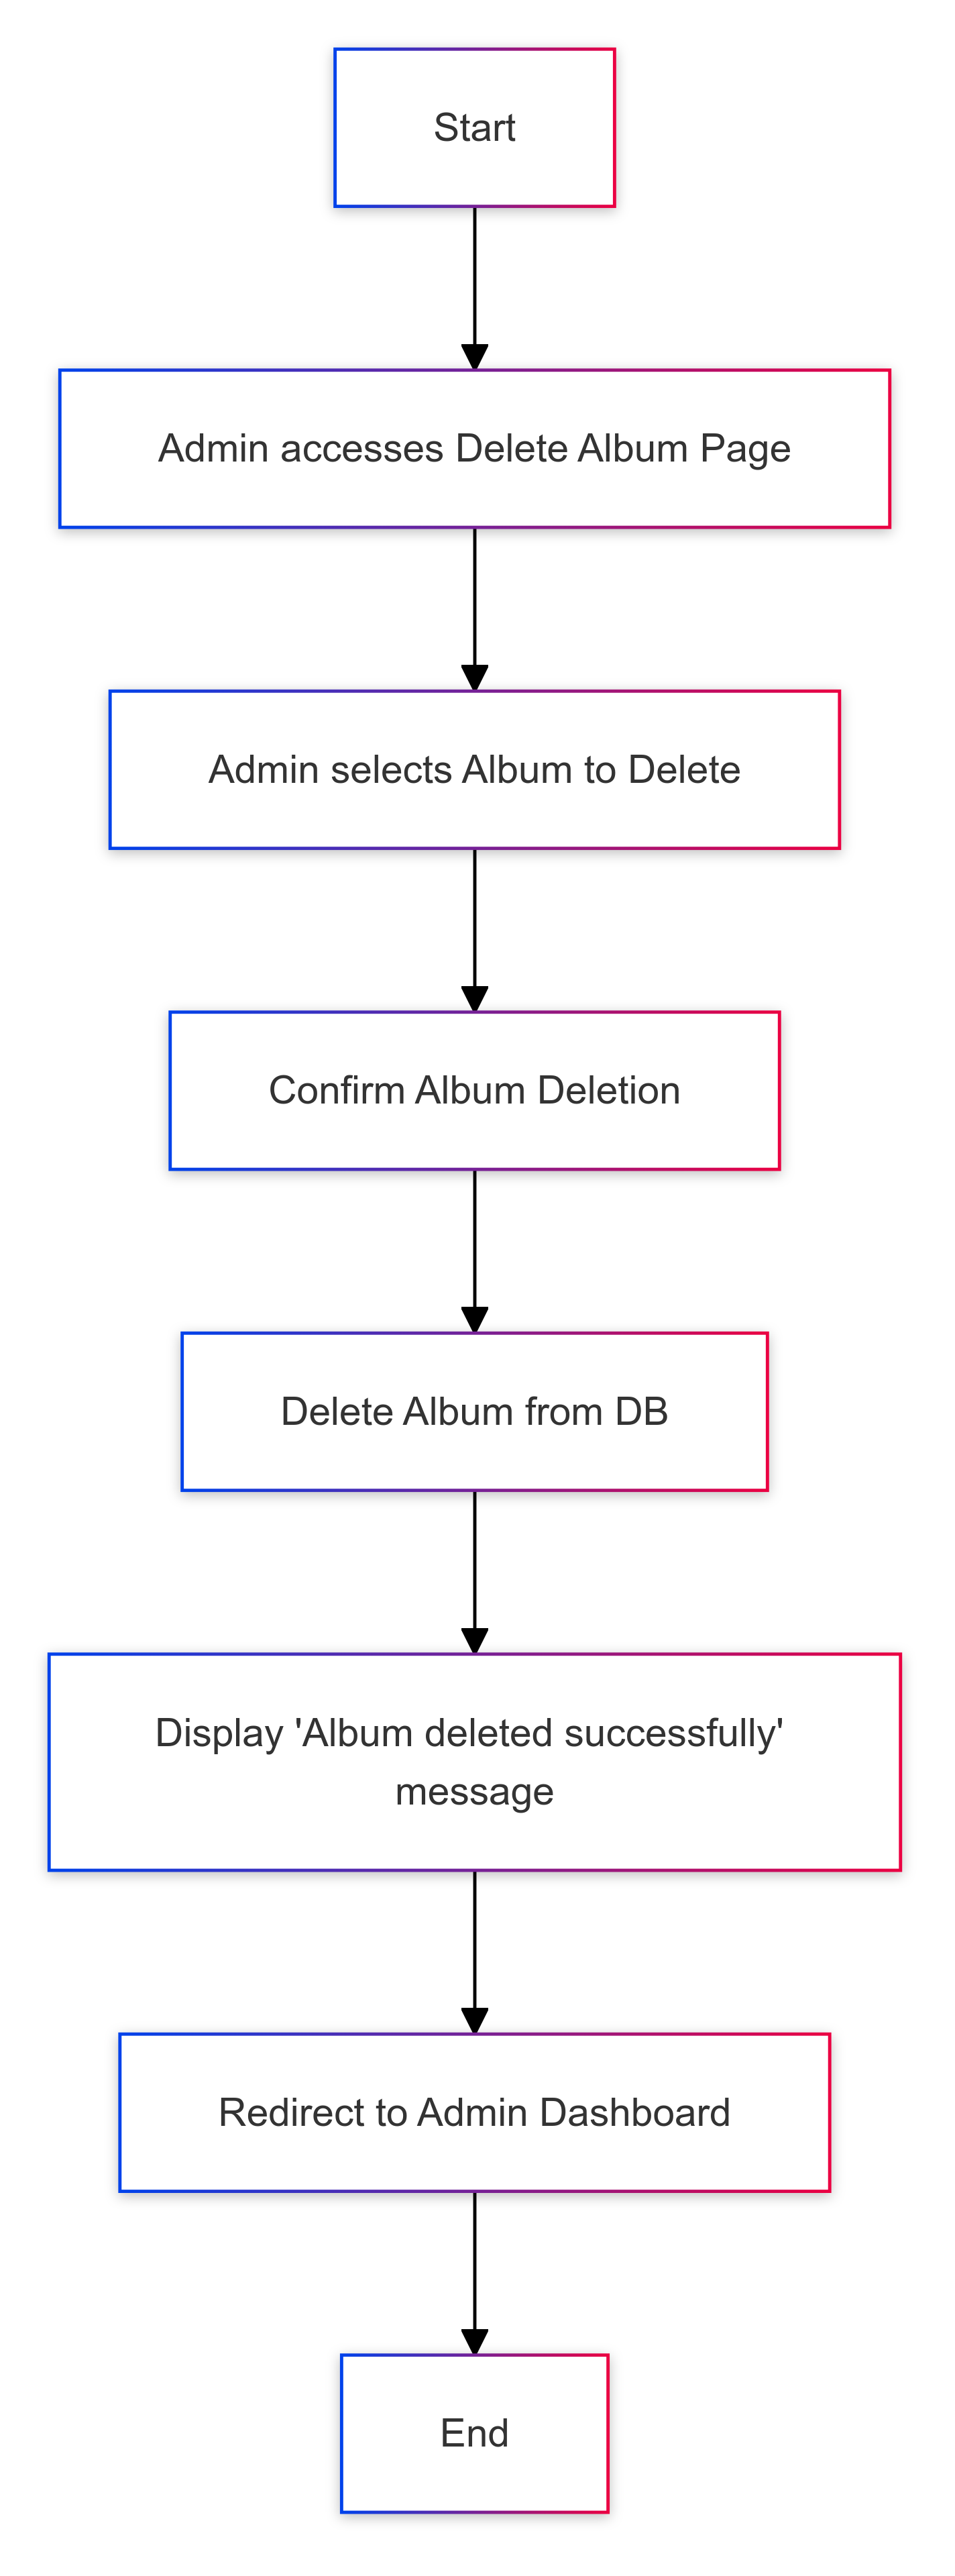 Start
Admin accesses Delete Album Page
Admin selects Album to Delete
Confirm Album Deletion
Delete Album from DB
Display 'Album deleted successfully'
message
Redirect to Admin Dashboard
End